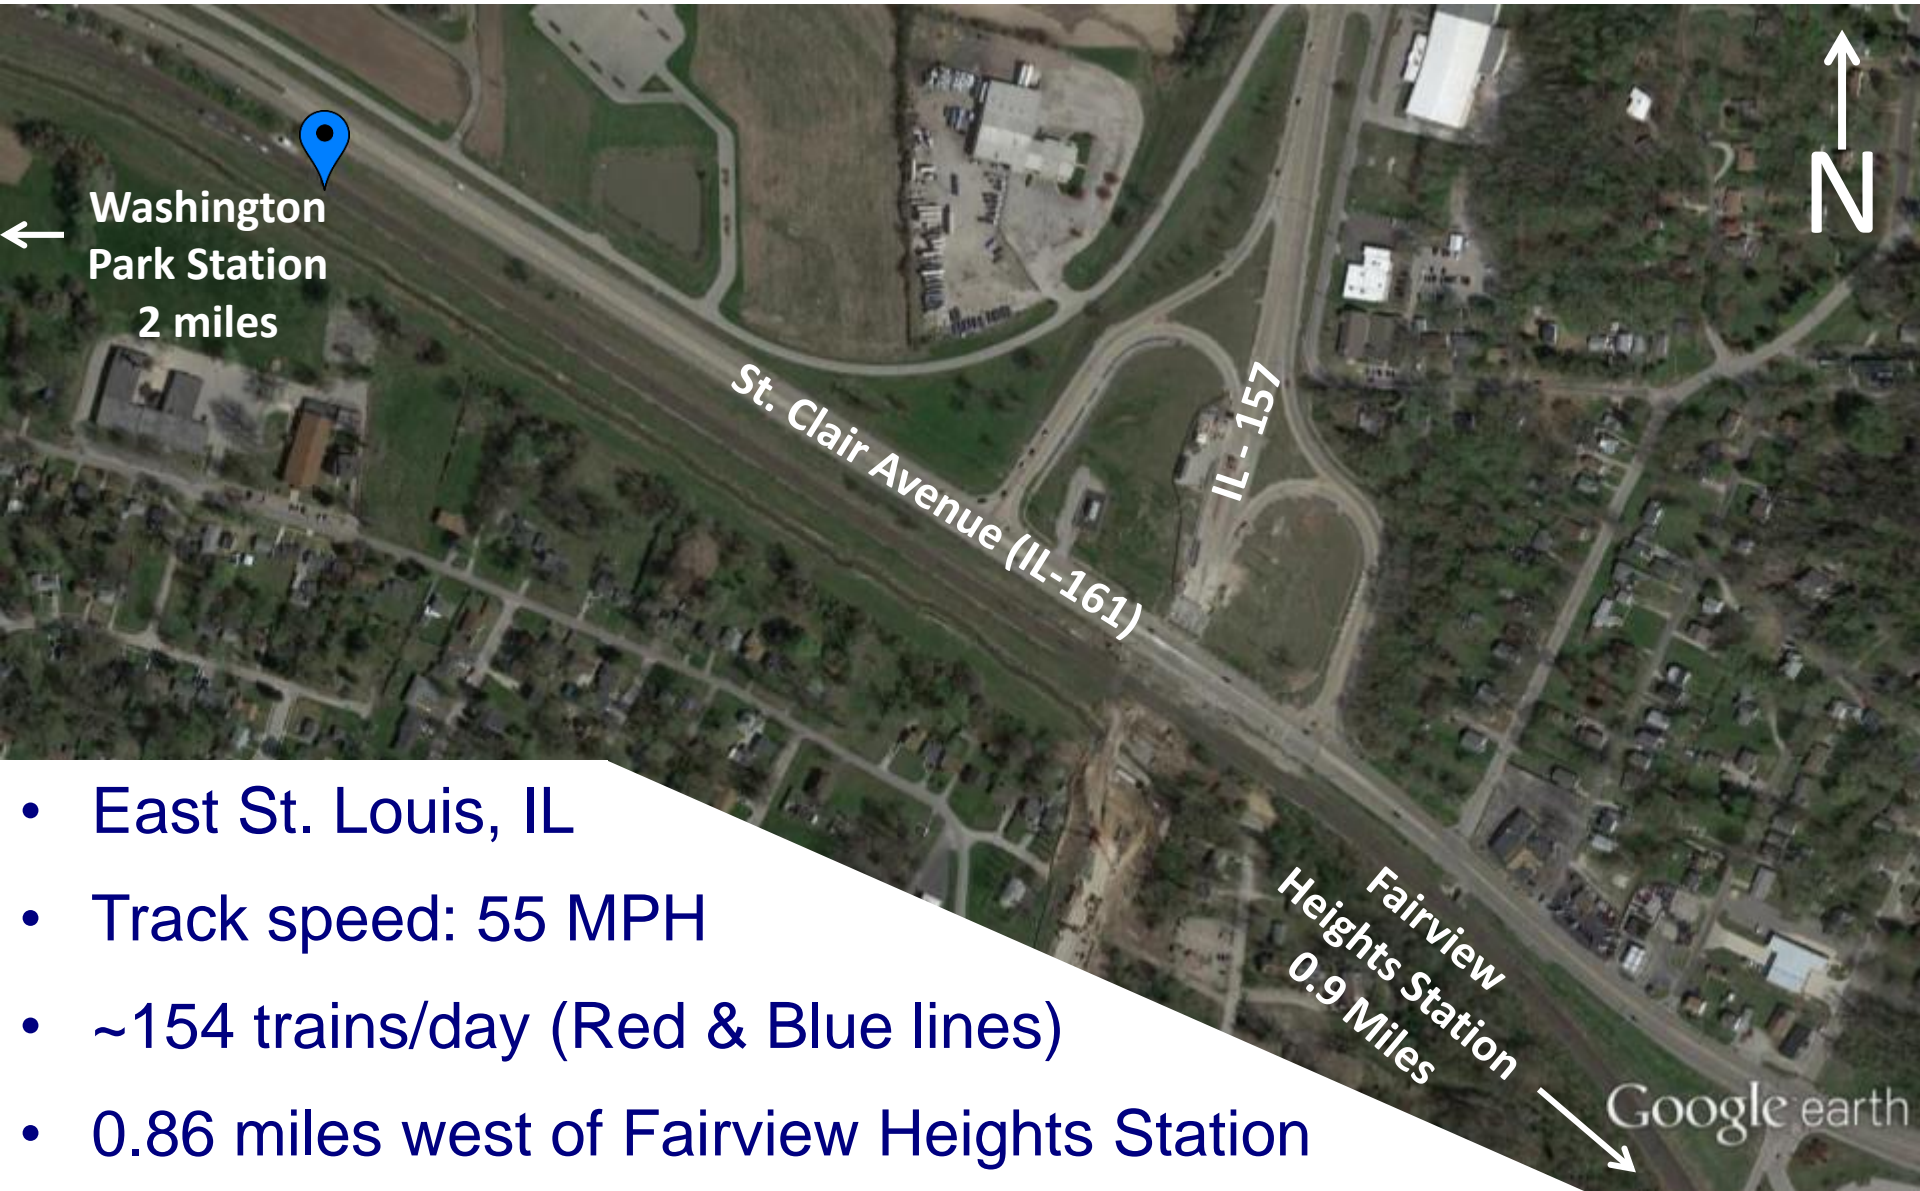 N
Washington
Park Station
2 miles
St. Clair Avenue (IL-161)
IL - 157
Fairview
Heights Station
0.9 Miles
Google earth
• East St. Louis, IL
• Track speed: 55 MPH
• ~154 trains/day (Red & Blue lines)
• 0.86 miles west of Fairview Heights Station